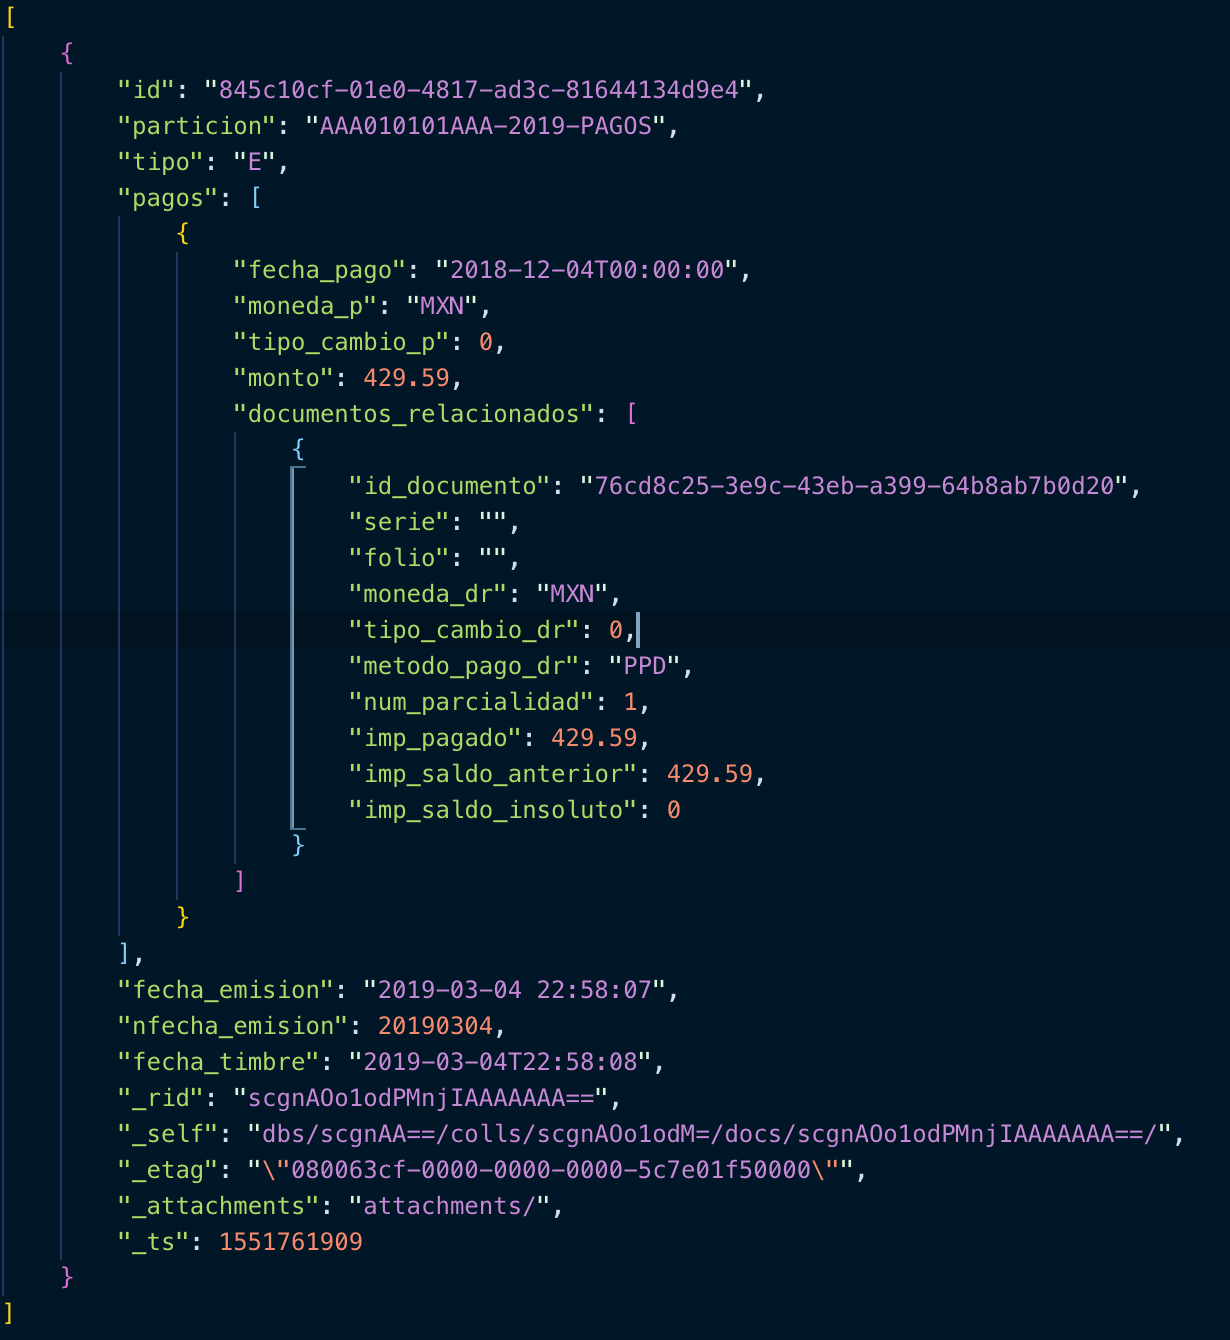 [
{
"id": "845c10cf-01e0-4817-ad3c-81644134d9e4",
"particion": "AAA010101AAA-2019-PAGOS",
"tipo": "E",
"pagos": [
{
"fecha_pago": "2018-12-04T00:00:00",
"moneda_p": "MXN",
"tipo_cambio_p": 0,
"monto": 429.59,
"documentos_relacionados": [
{
"id_documento": "76cd8c25-3e9c-43eb-a399-64b8ab7b0d20",
"serie": "",
"folio": "",
"moneda_dr": "MXN",
"tipo_cambio_dr": 0,
"metodo_pago_dr": "PPD",
"num_parcialidad": 1,
"imp_pagado": 429.59,
"imp_saldo_anterior": 429.59,
"imp_saldo_insoluto": 0
}
]
}
],
"fecha_emision": "2019-03-04 22:58:07",
"nfecha_emision": 20190304,
"fecha_timbre": "2019-03-04T22:58:08",
"_rid": "scgnAOo1odPMnjIAAAAAAA==",
"_self": "dbs/scgnAA==/colls/scgnAOo1odM=/docs/scgnAOo1odPMnjIAAAAAAA==/",
"_etag": "\"080063cf-0000-0000-0000-5c7e01f50000\"",
"_attachments": "attachments/",
"_ts": 1551761909
}
]